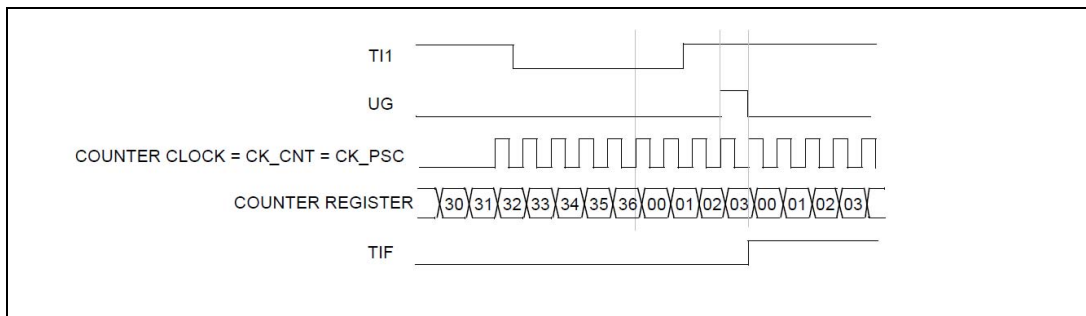 TI1
UG
COUNTER CLOCK = CK_CNT = CK_PSC
COUNTER REGISTER 30 31 32 33 34 35 36 00 01 02 03 00 01 02 03
TIF